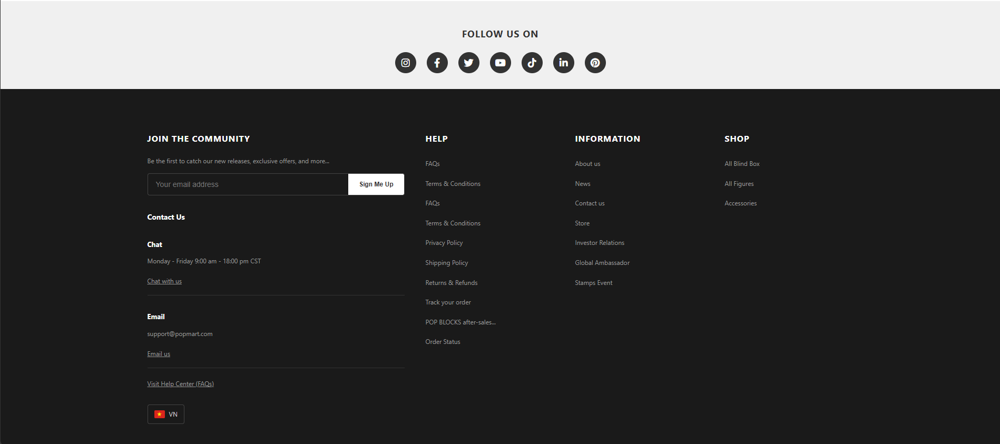 FOLLOW US ON
JOIN THE COMMUNITY
Be the first to catch our new releases, exclusive offers, and more...
Your email address
Sign Me Up
Contact Us
Chat
Monday - Friday 9:00 am - 18:00 pm CST
Chat with us
Email
support@popmart.com
Email us
Visit Help Center (FAQs)
VN
HELP
FAQs
Terms & Conditions
FAQs
Terms & Conditions
Privacy Policy
Shipping Policy
Returns & Refunds
Track your order
POP BLOCKS after-sales...
Order Status
INFORMATION
About us
News
Contact us
Store
Investor Relations
Global Ambassador
Stamps Event
SHOP
All Blind Box
All Figures
Accessories